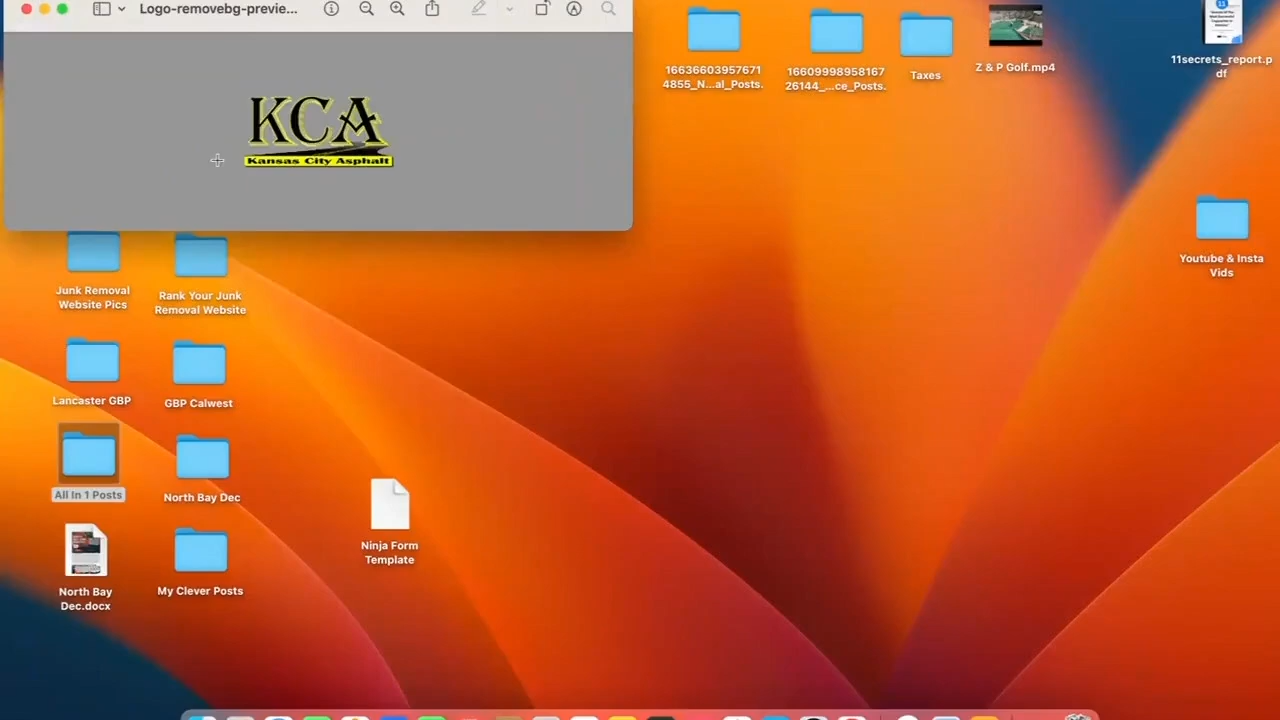 Logo-removebg-previe...
KCA
Kansas City Asphalt
16636603957671
4855_N...al_Posts.
16609998958167
26144_...ce_Posts.
Taxes
Z & P Golf.mp4
11
11secrets_report.p
df
Youtube & Insta
Vids
Junk Removal
Website Pics
Rank Your Junk
Removal Website
Lancaster GBP
GBP Calwest
All In 1 Posts
North Bay Dec
Ninja Form
Template
North Bay
Dec.docx
My Clever Posts